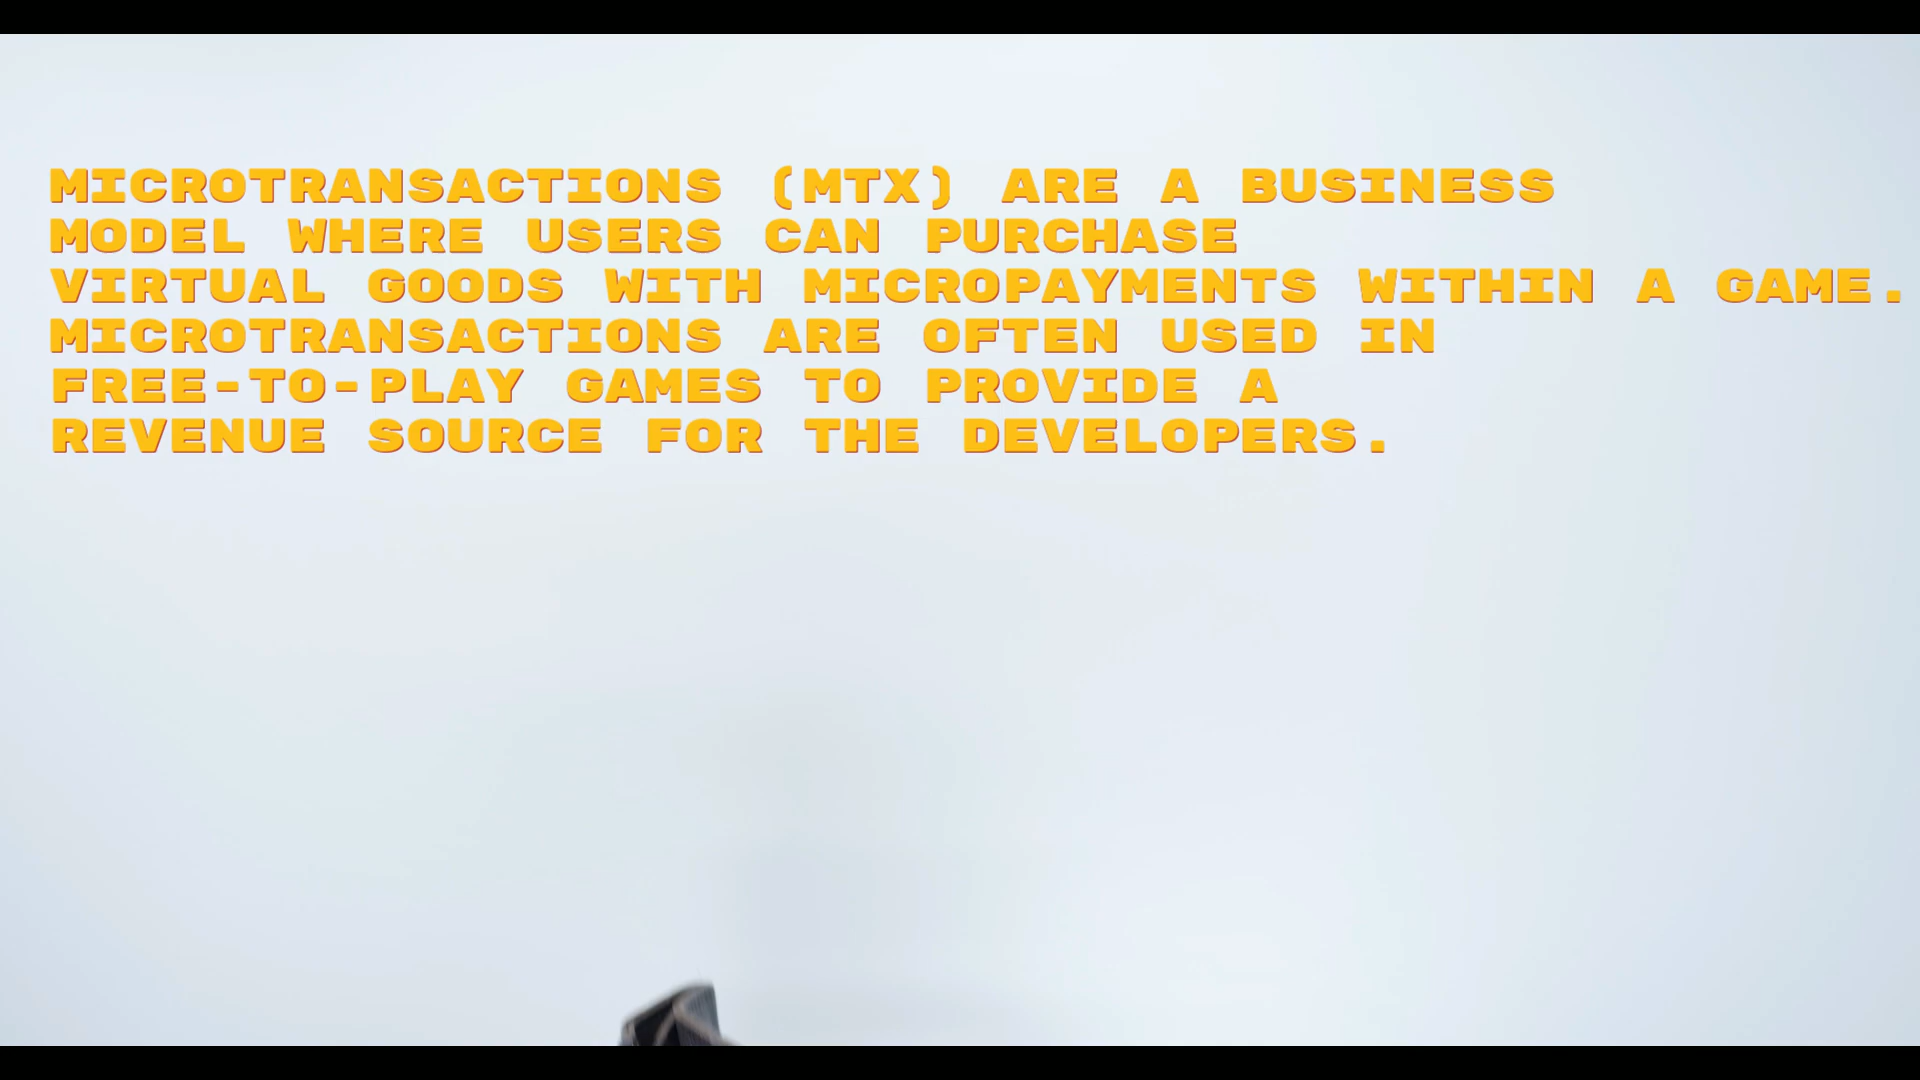 MICROTRANSACTIONS (MTX) ARE A BUSINESS
MODEL WHERE USERS CAN PURCHASE
VIRTUAL GOODS WITH MICROPAYMENTS WITHIN A GAME.
MICROTRANSACTIONS ARE OFTEN USED IN
FREE-TO-PLAY GAMES TO PROVIDE A
REVENUE SOURCE FOR THE DEVELOPERS.